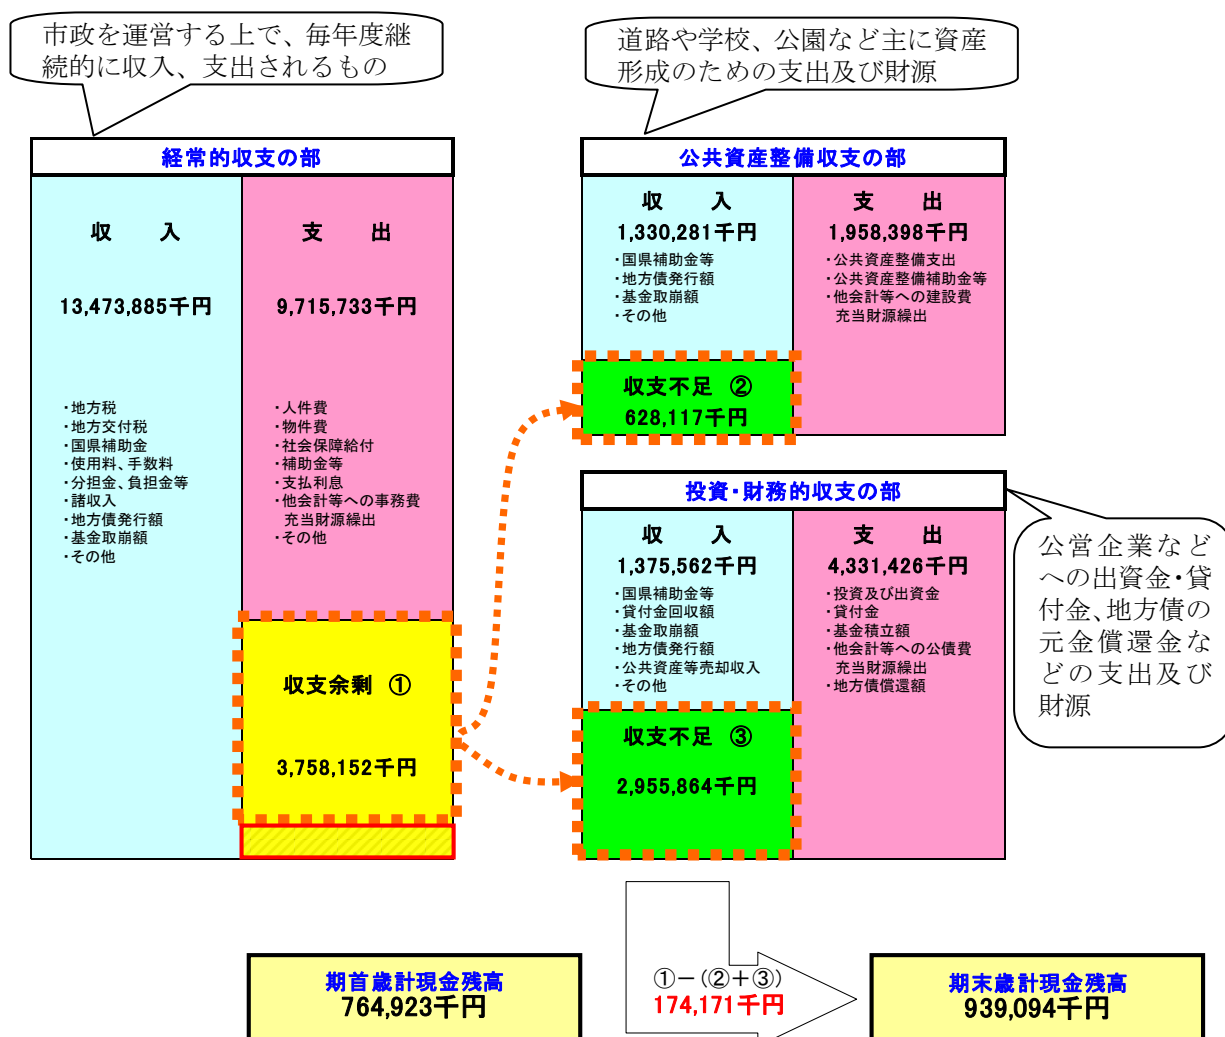 市政を運営する上で、毎年度継
続的に収入、支出されるもの
道路や学校、公園など主に資産
形成のための支出及び財源
経常的収支の部
収　入
13,473,885千円
・地方税
・地方交付税
・国県補助金
・使用料、手数料
・分担金、負担金等
・諸収入
・地方債発行額
・基金取崩額
・その他
支　出
9,715,733千円
・人件費
・物件費
・社会保障給付
・補助金等
・支払利息
・他会計等への事務費
充当財源繰出
・その他
収支余剰 ①
3,758,152千円
公共資産整備収支の部
収　入
1,330,281千円
・国県補助金等
・地方債発行額
・基金取崩額
・その他
収支不足 ②
628,117千円
支　出
1,958,398千円
・公共資産整備支出
・公共資産整備補助金等
・他会計等への建設費
充当財源繰出
投資・財務的収支の部
収　入
1,375,562千円
・国県補助金等
・貸付金回収額
・基金取崩額
・地方債発行額
・公共資産等売却収入
・その他
収支不足 ③
2,955,864千円
支　出
4,331,426千円
・投資及び出資金
・貸付金
・基金積立額
・他会計等への公債費
充当財源繰出
・地方債償還額
公営企業など
への出資金・貸
付金、地方債の
元金償還金な
どの支出及び
財源
期首歳計現金残高
764,923千円
①－(②＋③)
174,171千円
期末歳計現金残高
939,094千円